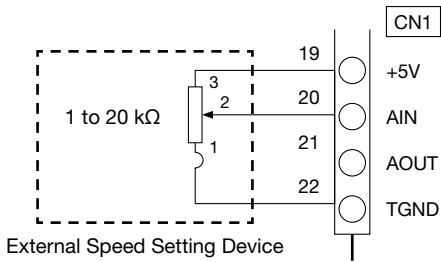 CN1
19
+5V
3
2
20
AIN
1 to 20 kΩ
1
21
AOUT
22
TGND
External Speed Setting Device